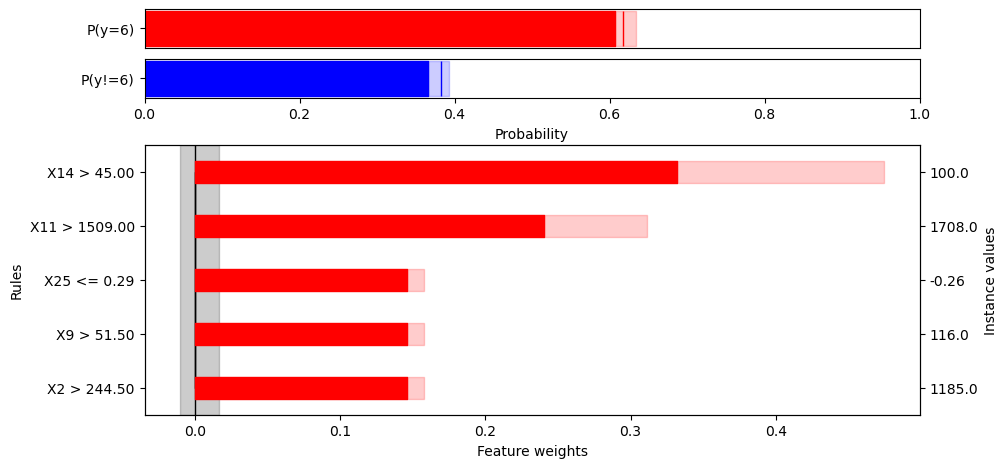 P(y=6)
P(y!=6)
0.0 0.2 0.4 0.6 0.8 1.0
Probability
X14 > 45.00 100.0
X11 > 1509.00 1708.0
X25 <= 0.29 -0.26
X9 > 51.50 116.0
X2 > 244.50 1185.0
Rules
Instance values
0.0 0.1 0.2 0.3 0.4
Feature weights